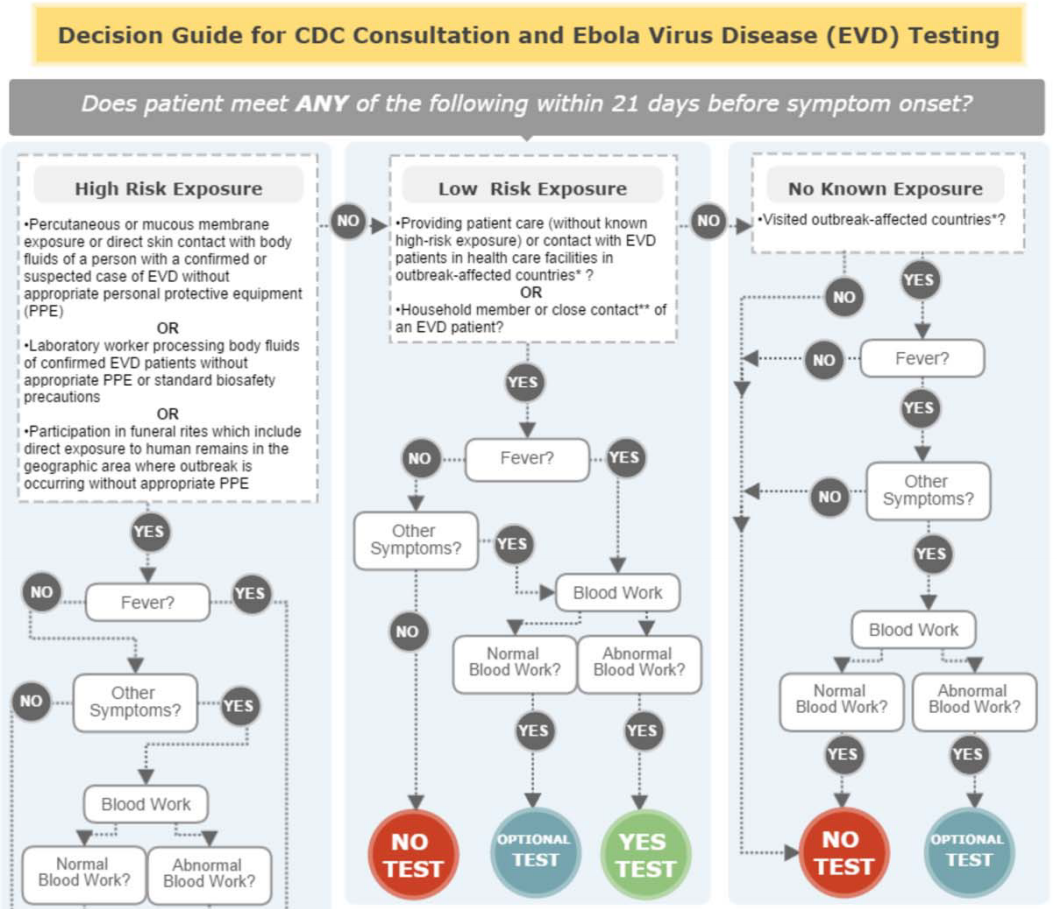 Decision Guide for CDC Consultation and Ebola Virus Disease (EVD) Testing
Does patient meet ANY of the following within 21 days before symptom onset?
High Risk Exposure
•Percutaneous or mucous membrane
exposure or direct skin contact with body
fluids of a person with a confirmed or
suspected case of EVD without
appropriate personal protective equipment
(PPE)
OR
•Laboratory worker processing body fluids
of confirmed EVD patients without
appropriate PPE or standard biosafety
precautions
OR
•Participation in funeral rites which include
direct exposure to human remains in the
geographic area where outbreak is
occurring without appropriate PPE
YES
NO
Fever?
YES
NO
Other
Symptoms?
YES
Blood Work
Normal
Blood Work?
Abnormal
Blood Work?
NO
Low Risk Exposure
•Providing patient care (without known
high-risk exposure) or contact with EVD
patients in health care facilities in
outbreak-affected countries* ?
OR
•Household member or close contact** of
an EVD patient?
YES
NO
Fever?
YES
Other
Symptoms?
YES
Blood Work
NO
Normal
Blood Work?
Abnormal
Blood Work?
YES
YES
NO
TEST
OPTIONAL
TEST
YES
TEST
NO
No Known Exposure
•Visited outbreak-affected countries*?
NO
YES
NO
Fever?
YES
NO
Other
Symptoms?
YES
Blood Work
Normal
Blood Work?
Abnormal
Blood Work?
YES
YES
NO
TEST
OPTIONAL
TEST